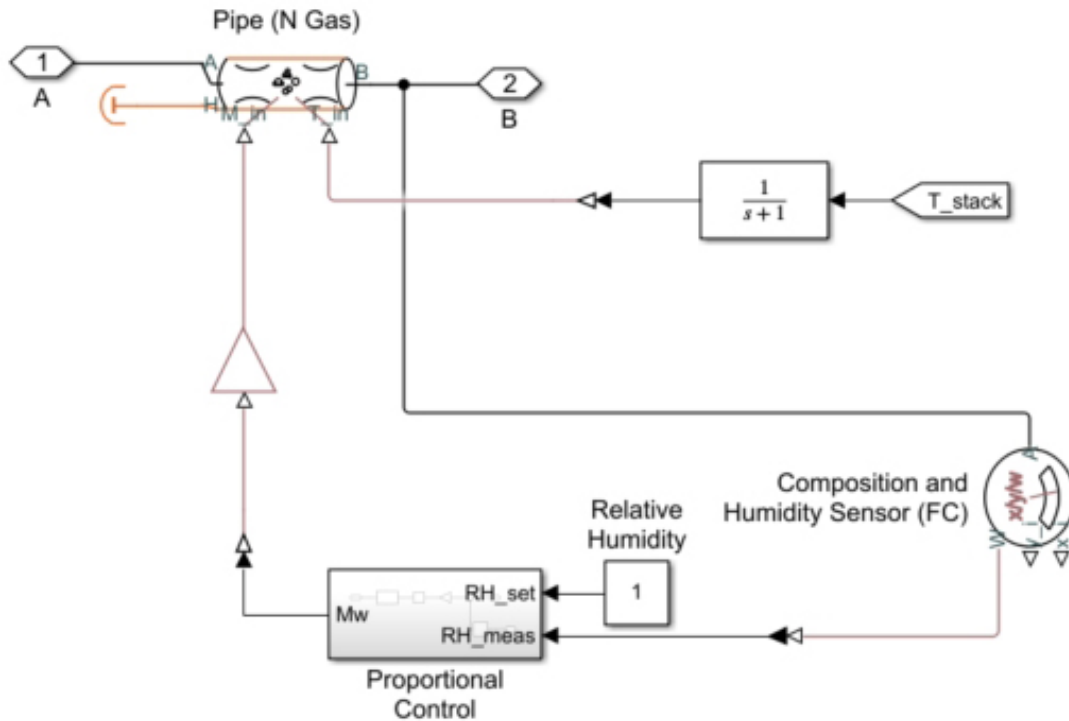 Pipe (N Gas)
1
A
A
B
H
M_in
T_in
2
B
1
s + 1
T_stack
Composition and
Humidity Sensor (FC)
A
x/y/w
W
y_i
Relative
Humidity
1
RH_set
Mw
RH_meas
Proportional
Control